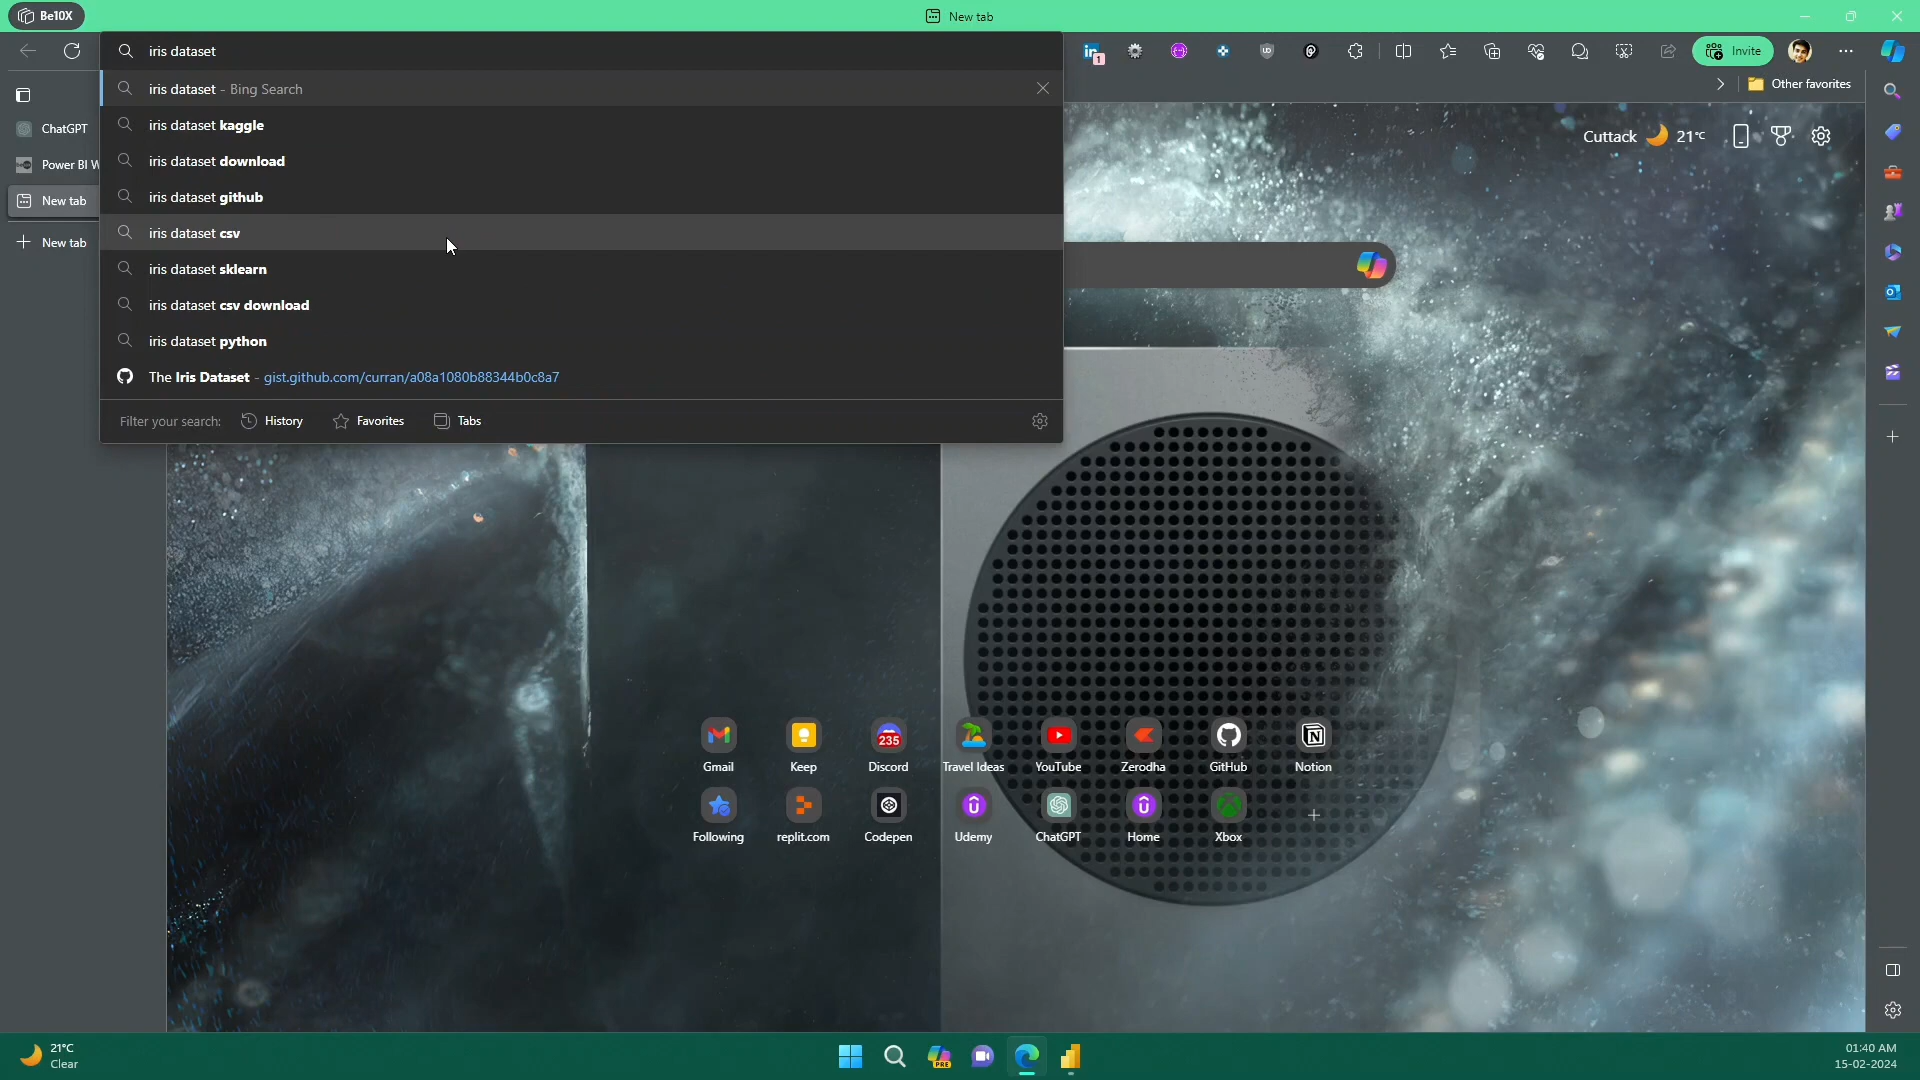 Be10X
New tab
iris dataset
1
Invite
iris dataset - Bing Search
Other favorites
iris dataset kaggle
ChatGPT
Cuttack 21°C
iris dataset download
Power BI W
iris dataset github
New tab
iris dataset csv
New tab
iris dataset sklearn
iris dataset csv download
iris dataset python
The Iris Dataset - gist.github.com/curran/a08a1080b88344b0c8a7
Filter your search: History Favorites Tabs
235
Gmail Keep Discord Travel Ideas YouTube Zerodha GitHub Notion
Following replit.com Codepen Udemy ChatGPT Home Xbox
21°C
Clear
PRE
01:40 AM
15-02-2024